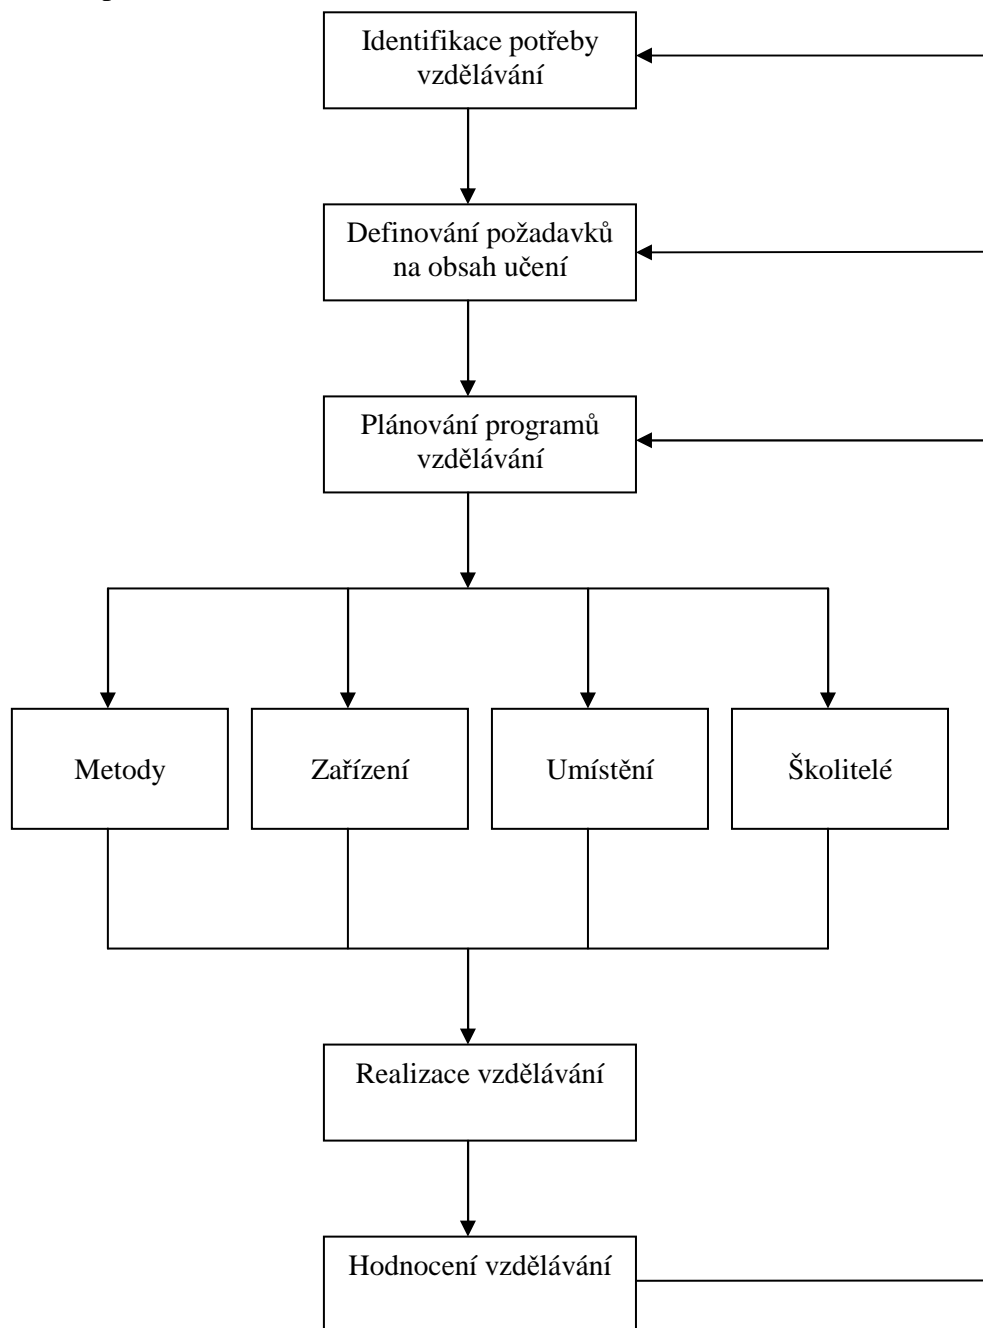 Identifikace potřeby
vzdělávání
Definování požadavků
na obsah učení
Plánování programů
vzdělávání
Metody
Zařízení
Umístění
Školitelé
Realizace vzdělávání
Hodnocení vzdělávání